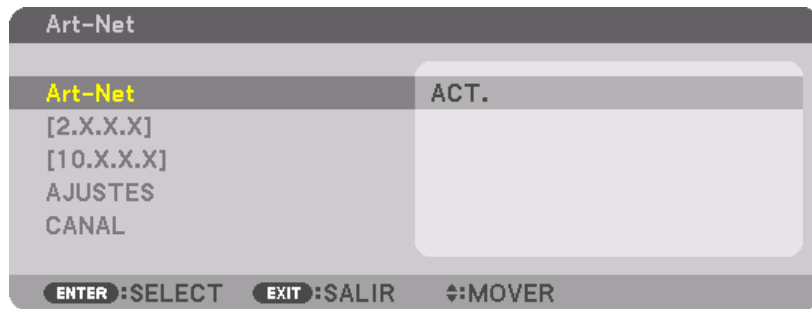 Art-Net
Art-Net ACT.
[2.X.X.X]
[10.X.X.X]
AJUSTES
CANAL
ENTER:SELECT EXIT:SALIR ♦:MOVER